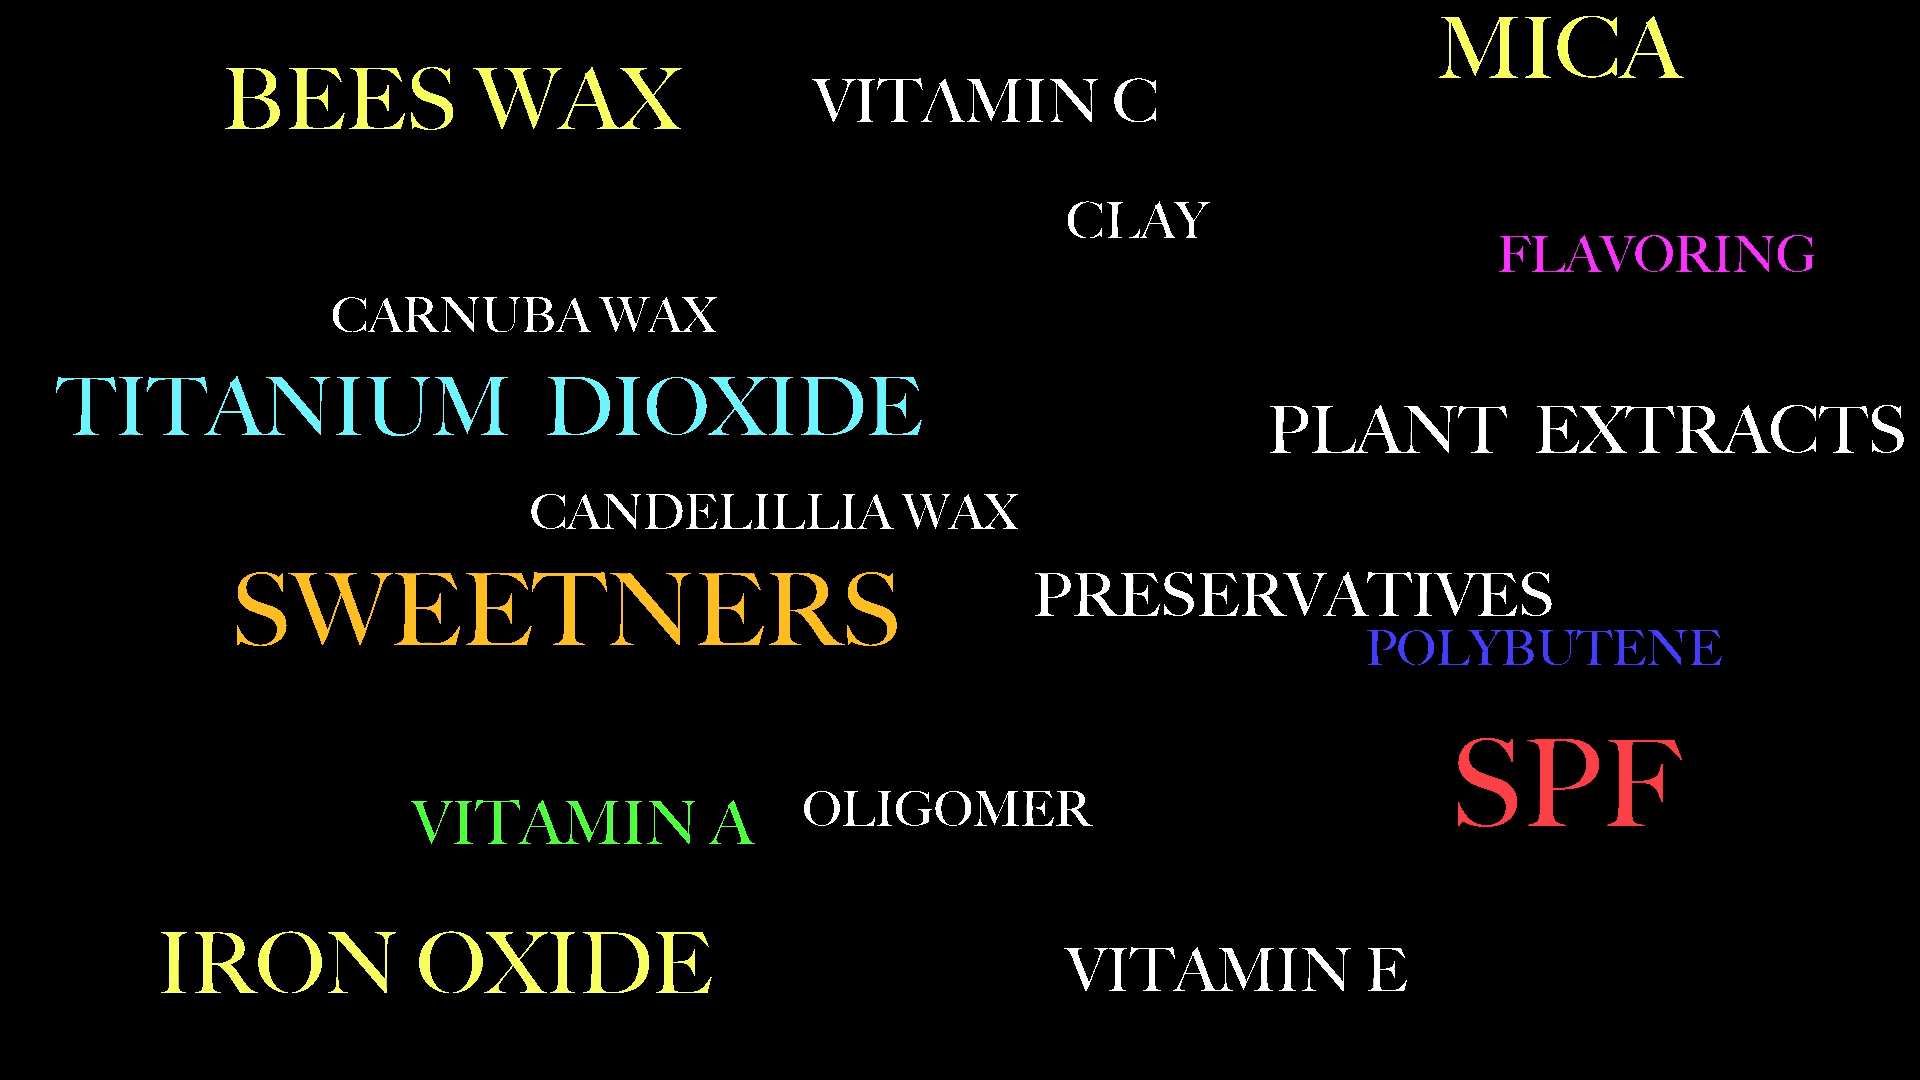 MICA
BEES WAX
VITAMIN C
CLAY
FLAVORING
CARNUBA WAX
TITANIUM DIOXIDE
PLANT EXTRACTS
CANDELILLIA WAX
SWEETNERS
PRESERVATIVES
POLYBUTENE
SPF
VITAMIN A
OLIGOMER
IRON OXIDE
VITAMIN E